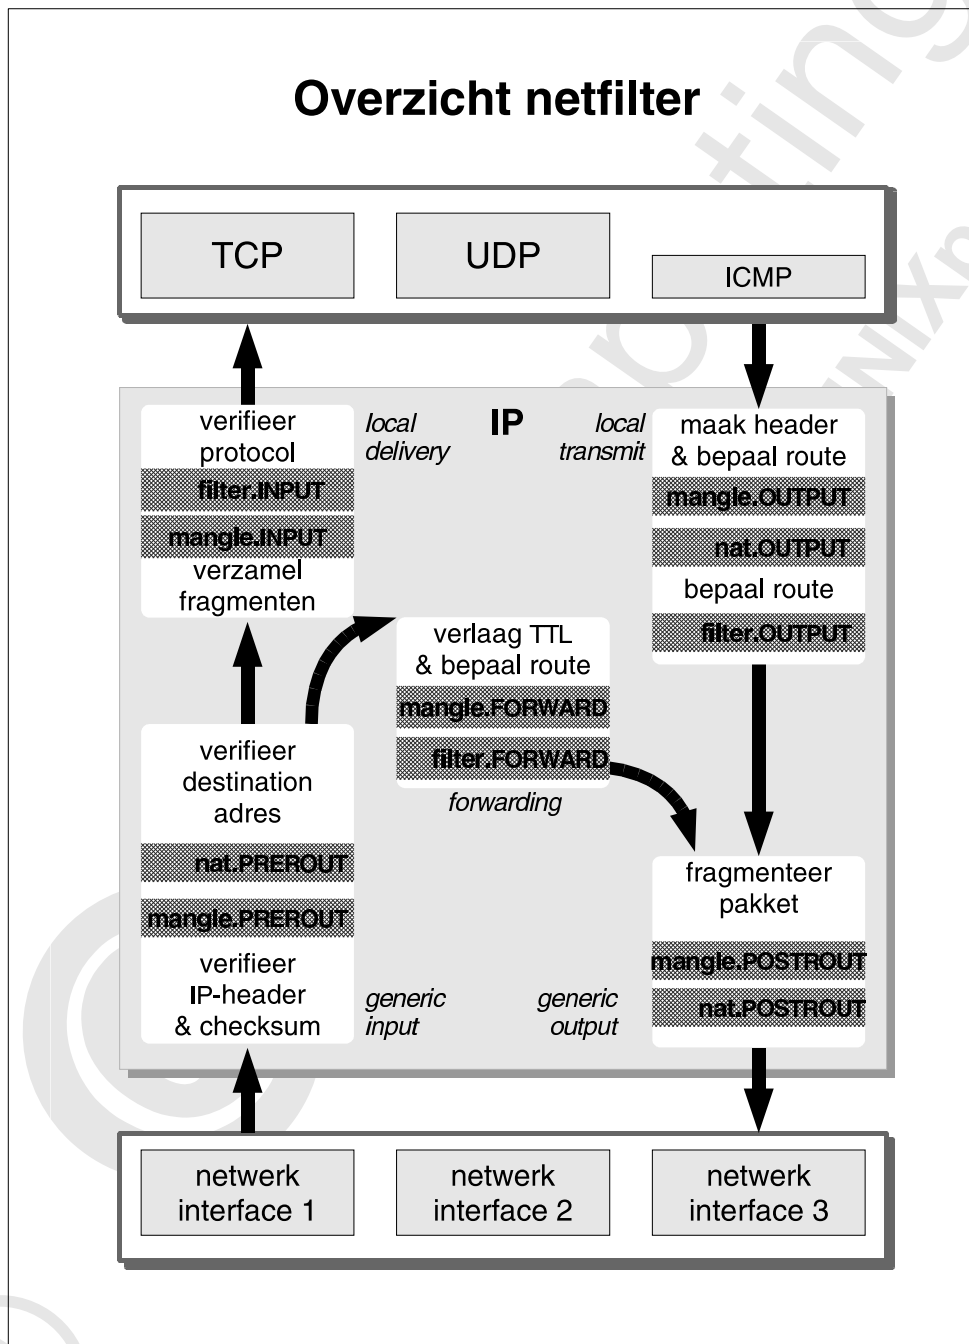 Overzicht netfilter
TCP
UDP
ICMP
IP
verifieer
protocol
filter.INPUT
mangle.INPUT
verzamel
fragmenten
local
delivery
local
transmit
maak header
& bepaal route
mangle.OUTPUT
nat.OUTPUT
bepaal route
filter.OUTPUT
verlaag TTL
& bepaal route
mangle.FORWARD
filter.FORWARD
forwarding
verifieer
destination
adres
nat.PREROUT
mangle.PREROUT
verifieer
IP-header
& checksum
generic
input
generic
output
fragmenteer
pakket
mangle.POSTROUT
nat.POSTROUT
netwerk
interface 1
netwerk
interface 2
netwerk
interface 3